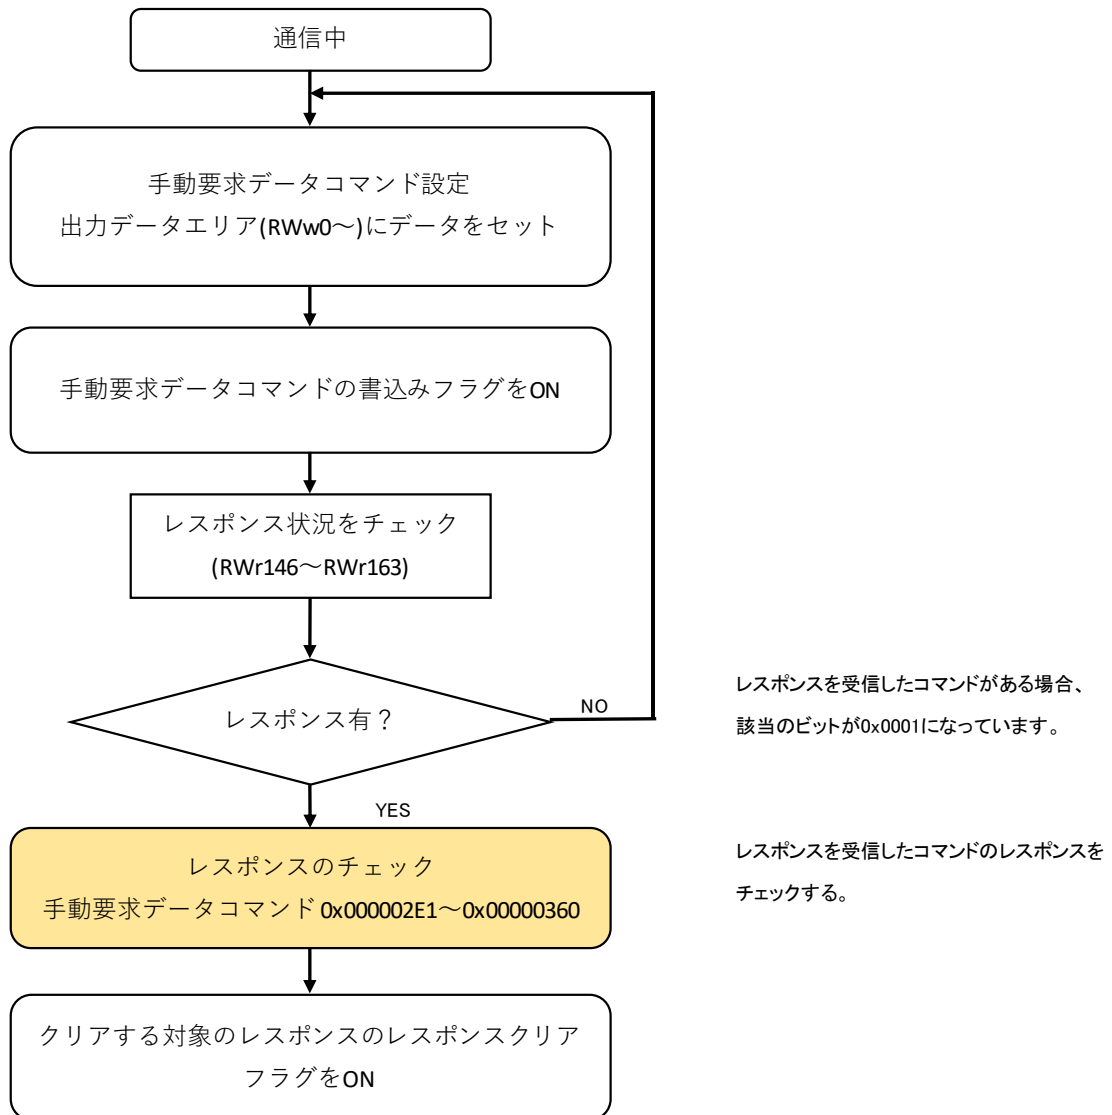 通信中
手動要求データコマンド設定
出力データエリア(RWw0～)にデータをセット
手動要求データコマンドの書込みフラグをON
レスポンス状況をチェック
(RWr146～RWr163)
レスポンス有？
NO
レスポンスを受信したコマンドがある場合、
該当のビットが0x0001になっています。
YES
レスポンスのチェック
手動要求データコマンド 0x000002E1～0x00000360
レスポンスを受信したコマンドのレスポンスを
チェックする。
クリアする対象のレスポンスのレスポンスクリア
フラグをON